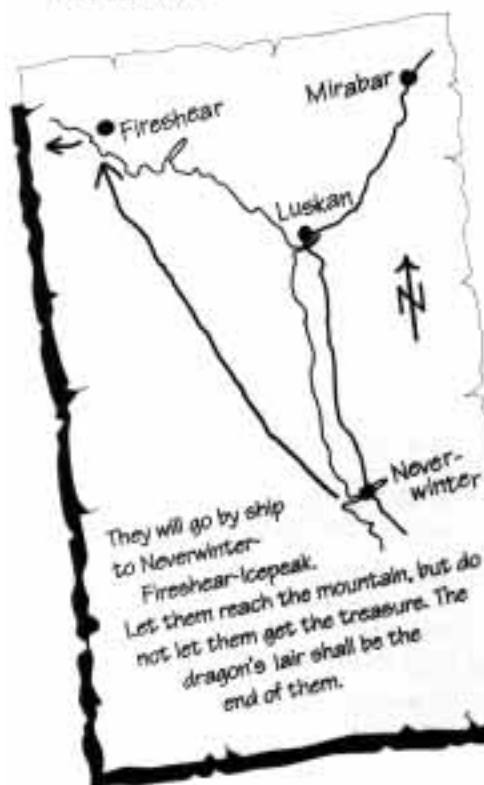 Mirabar
Fireshear
Luskan
N
Never-
winter
They will go by ship
to Neverwinter-
Fireshear-Icepeak.
Let them reach the mountain, but do
not let them get the treasure. The
dragon's lair shall be the
end of them.